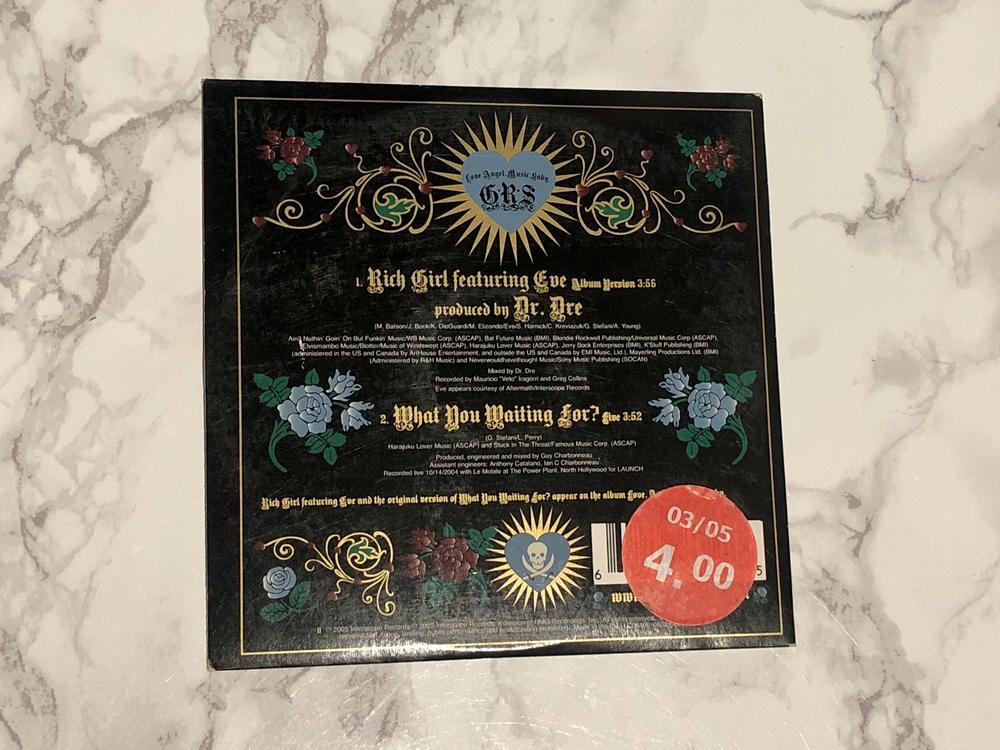 Love.Angel.Music.Baby.
GRS
1. Rich Girl featuring Eve Album Version 3:56
produced by Dr. Dre
(M. Batson/J. Bock/K. DioGuardi/M. Elizondo/Eve/S. Harnick/C. Kreviazuk/G. Stefani/A. Young)
Ain't Nuthin' Goin' On But Funkin' Music/WB Music Corp. (ASCAP), Bat Future Music (BMI), Blondie Rockwell Publishing/Universal Music Corp (ASCAP),
Elvismambo Music/Blotter/Music of Windswept (ASCAP), Harajuku Lover Music (ASCAP), Jerry Bock Enterprises (BMI), K'Stuff Publishing (BMI)
(administered in the US and Canada by ArtHouse Entertainment, and outside the US and Canada by EMI Music, Ltd.), Mayerling Productions Ltd. (BMI)
(Administered by R&H Music) and Neverwouldhavethought Music/Sony Music Publishing (SOCAN)
Mixed by Dr. Dre
Recorded by Mauricio "Veto" Iragorri and Greg Collins
Eve appears courtesy of Aftermath/Interscope Records
2. What You Waiting For? Live 3:52
(G. Stefani/L. Perry)
Harajuku Lover Music (ASCAP) and Stuck In The Throat/Famous Music Corp. (ASCAP)
Produced, engineered and mixed by Guy Charbonneau
Assistant engineers: Anthony Catalano, Ian C Charbonneau
Recorded live 10/14/2004 with Le Mobile at The Power Plant, North Hollywood for LAUNCH
Rich Girl featuring Eve and the original version of What You Waiting For? appear on the album Love.
03/05
4.00
6 5
www.
℗ © 2005 Interscope Records